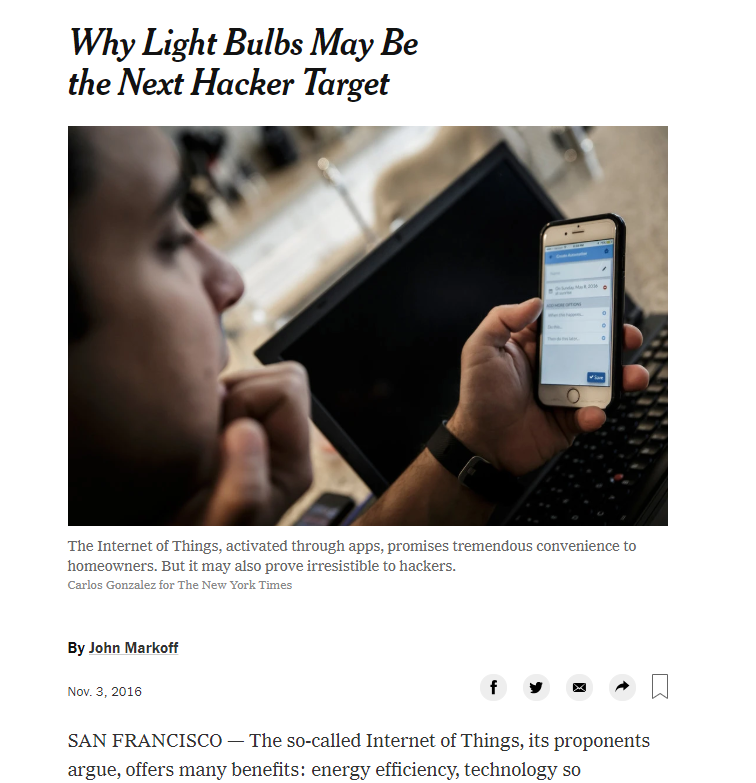 Why Light Bulbs May Be
the Next Hacker Target
The Internet of Things, activated through apps, promises tremendous convenience to
homeowners. But it may also prove irresistible to hackers.
Carlos Gonzalez for The New York Times
By John Markoff
Nov. 3, 2016
SAN FRANCISCO — The so-called Internet of Things, its proponents
argue, offers many benefits: energy efficiency, technology so